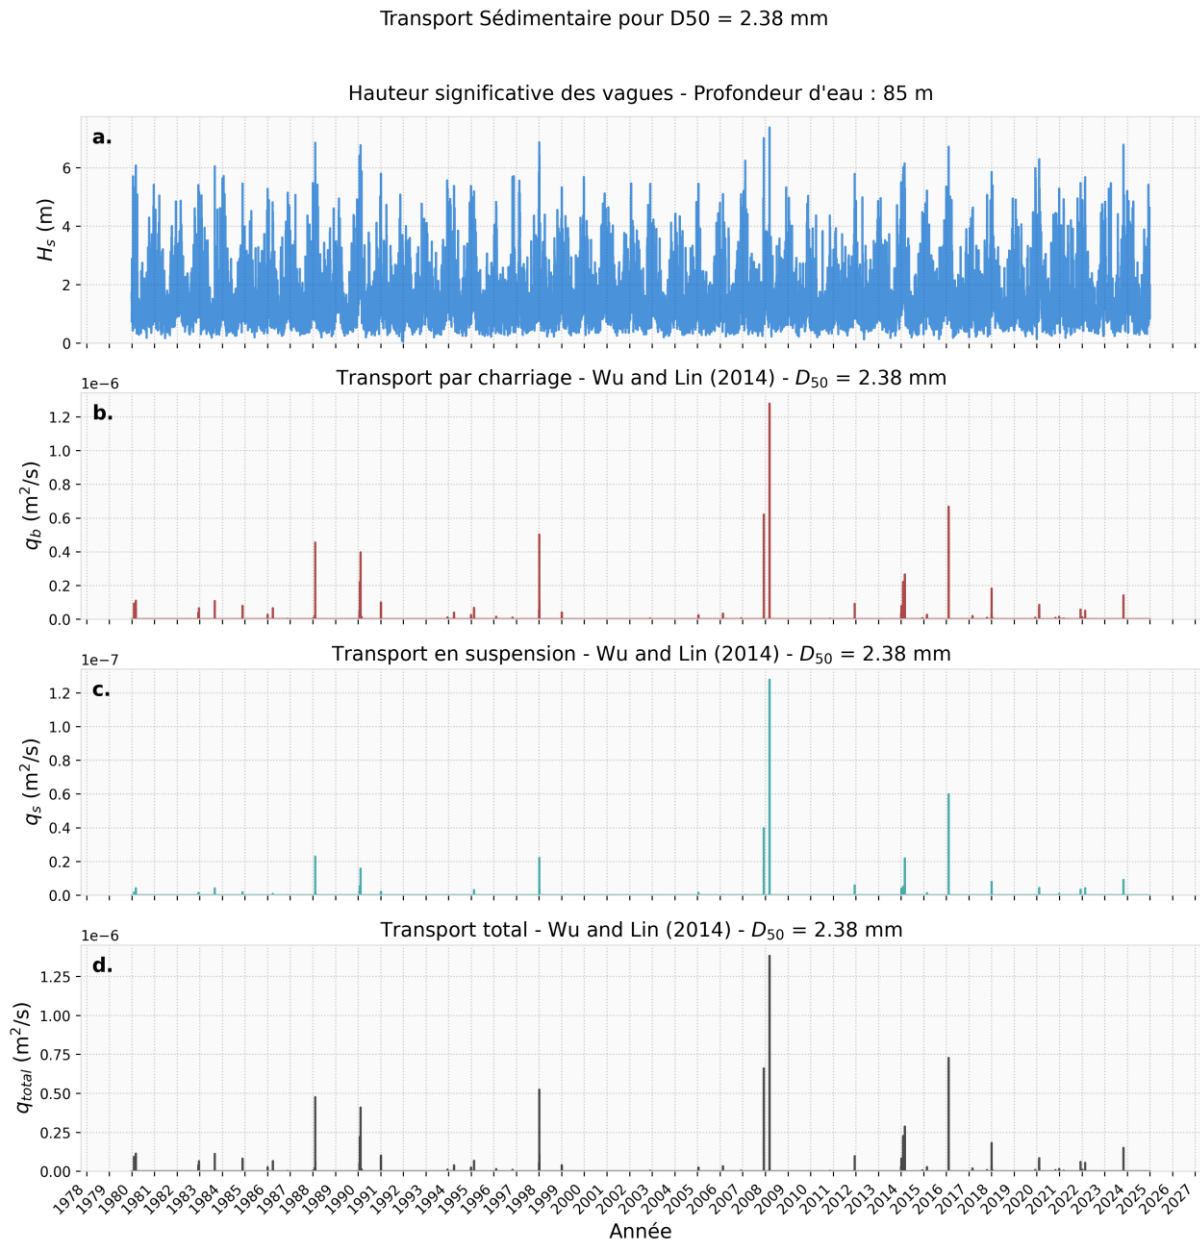 Transport Sédimentaire pour D50 = 2.38 mm
Hauteur significative des vagues - Profondeur d'eau : 85 m
a.
6
4
2
0
H_s (m)
1e−6
Transport par charriage - Wu and Lin (2014) - D_50 = 2.38 mm
b.
1.2
1.0
0.8
0.6
0.4
0.2
0.0
q_b (m²/s)
1e−7
Transport en suspension - Wu and Lin (2014) - D_50 = 2.38 mm
c.
1.2
1.0
0.8
0.6
0.4
0.2
0.0
q_s (m²/s)
1e−6
Transport total - Wu and Lin (2014) - D_50 = 2.38 mm
d.
1.25
1.00
0.75
0.50
0.25
0.00
q_total (m²/s)
1978 1979 1980 1981 1982 1983 1984 1985 1986 1987 1988 1989 1990 1991 1992 1993 1994 1995 1996 1997 1998 1999 2000 2001 2002 2003 2004 2005 2006 2007 2008 2009 2010 2011 2012 2013 2014 2015 2016 2017 2018 2019 2020 2021 2022 2023 2024 2025 2026 2027
Année